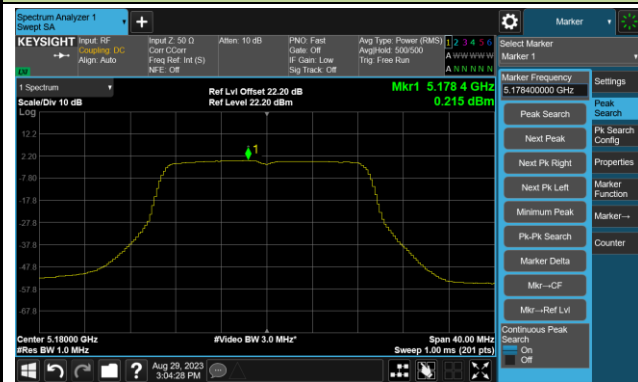 Spectrum Analyzer 1
Swept SA
KEYSIGHT
Input: RF
Coupling: DC
Align: Auto
Input Z: 50 Ω
Corr CCorr
Freq Ref: Int (S)
NFE: Off
Atten: 10 dB
PNO: Fast
Gate: Off
IF Gain: Low
Sig Track: Off
Avg Type: Power (RMS)
Avg|Hold: 500/500
Trig: Free Run
1 2 3 4 5 6
A W W W W W
A N N N N N
LW
1 Spectrum
Scale/Div 10 dB
Ref Lvl Offset 22.20 dB
Ref Level 22.20 dBm
Mkr1 5.178 4 GHz
0.215 dBm
Log
12.2
2.20
-7.80
-17.8
-27.8
-37.8
-47.8
-57.8
-67.8
1
Center 5.18000 GHz
#Res BW 1.0 MHz
#Video BW 3.0 MHz*
Span 40.00 MHz
Sweep 1.00 ms (201 pts)
Aug 29, 2023
3:04:28 PM
Marker
Select Marker
Marker 1
Marker Frequency
5.178400000 GHz
Peak Search
Next Peak
Next Pk Right
Next Pk Left
Minimum Peak
Pk-Pk Search
Marker Delta
Mkr→CF
Mkr→Ref Lvl
Continuous Peak
Search
On
Off
Settings
Peak
Search
Pk Search
Config
Properties
Marker
Function
Marker→
Counter